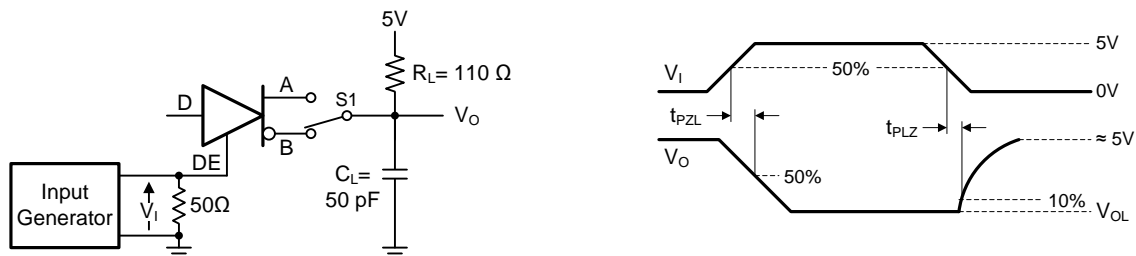 5V
R_L= 110 Ω
A
S1
D
V_O
B
DE
C_L=
50 pF
Input
Generator
V_I
50Ω
V_I
50%
5V
0V
t_PZL
t_PLZ
V_O
50%
≈ 5V
10%
V_OL